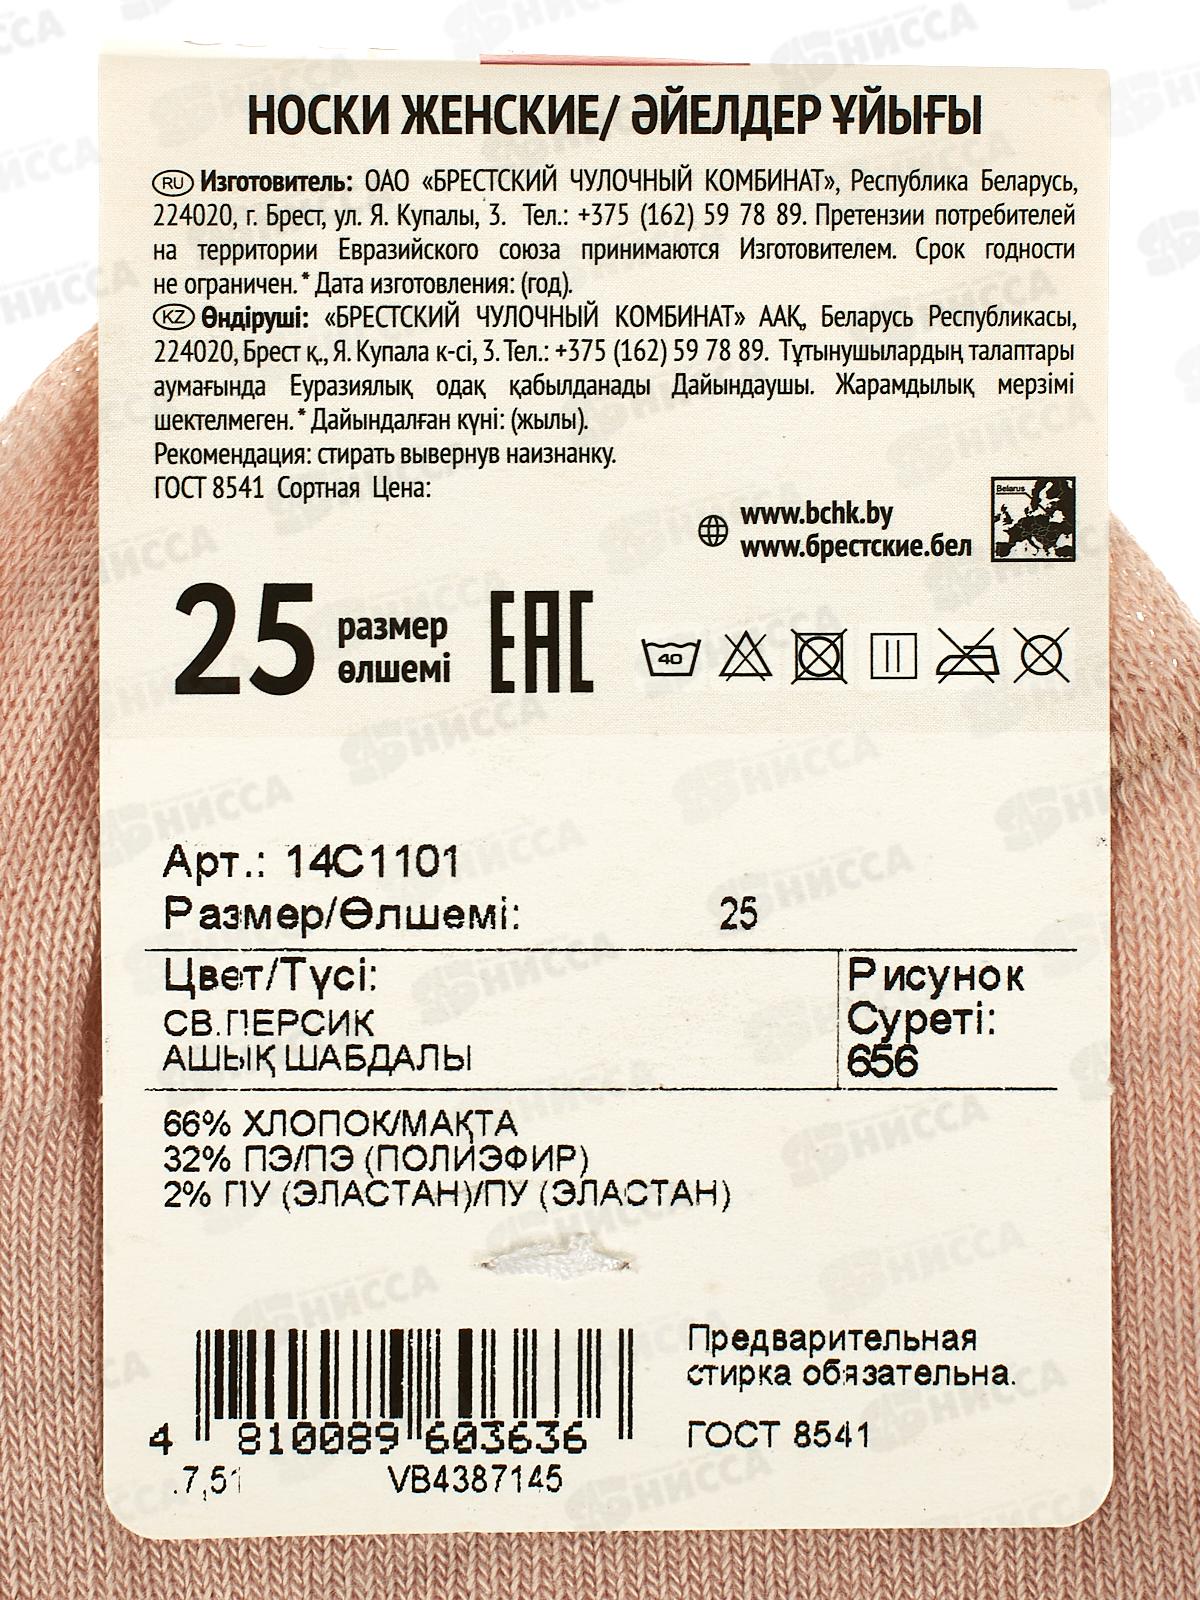 НОСКИ ЖЕНСКИЕ/ ӘЙЕЛДЕР ҰЙЫҒЫ
RU Изготовитель: ОАО «БРЕСТСКИЙ ЧУЛОЧНЫЙ КОМБИНАТ», Республика Беларусь,
224020, г. Брест, ул. Я. Купалы, 3. Тел.: +375 (162) 59 78 89. Претензии потребителей
на территории Евразийского союза принимаются Изготовителем. Срок годности
не ограничен.* Дата изготовления: (год).
KZ Өндіруші: «БРЕСТСКИЙ ЧУЛОЧНЫЙ КОМБИНАТ» ААҚ, Беларусь Республикасы,
224020, Брест қ., Я. Купала к-сі, 3. Тел.: +375 (162) 59 78 89. Тұтынушылардың талаптары
аумағында Еуразиялық одақ қабылданады Дайындаушы. Жарамдылық мерзімі
шектелмеген.* Дайындалған күні: (жылы).
Рекомендация: стирать вывернув наизнанку.
ГОСТ 8541 Сортная Цена:
www.bchk.by
www.брестские.бел
Belarus
25 размер
өлшемі
EAC
40
Арт.: 14С1101
Размер/Өлшемі: 25
Цвет/Түсі:
СВ.ПЕРСИК
АШЫҚ ШАБДАЛЫ
Рисунок
Суреті:
656
66% ХЛОПОК/МАҚТА
32% ПЭ/ПЭ (ПОЛИЭФИР)
2% ПУ (ЭЛАСТАН)/ПУ (ЭЛАСТАН)
Предварительная
стирка обязательна.
ГОСТ 8541
4 810089 603636
.7,51 VB4387145
НИССА